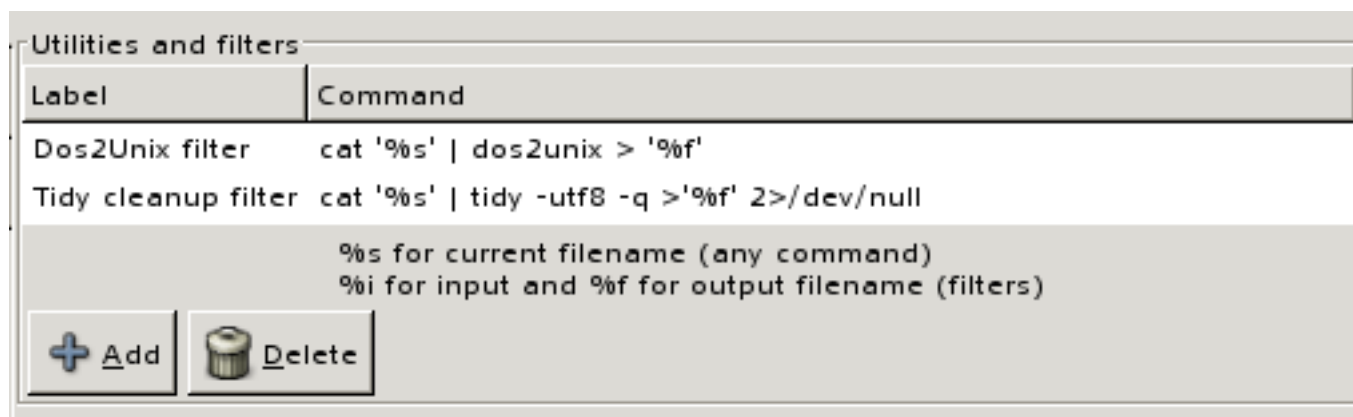 Utilities and filters
Label Command
Dos2Unix filter cat '%s' | dos2unix > '%f'
Tidy cleanup filter cat '%s' | tidy -utf8 -q >'%f' 2>/dev/null
%s for current filename (any command)
%i for input and %f for output filename (filters)
Add Delete